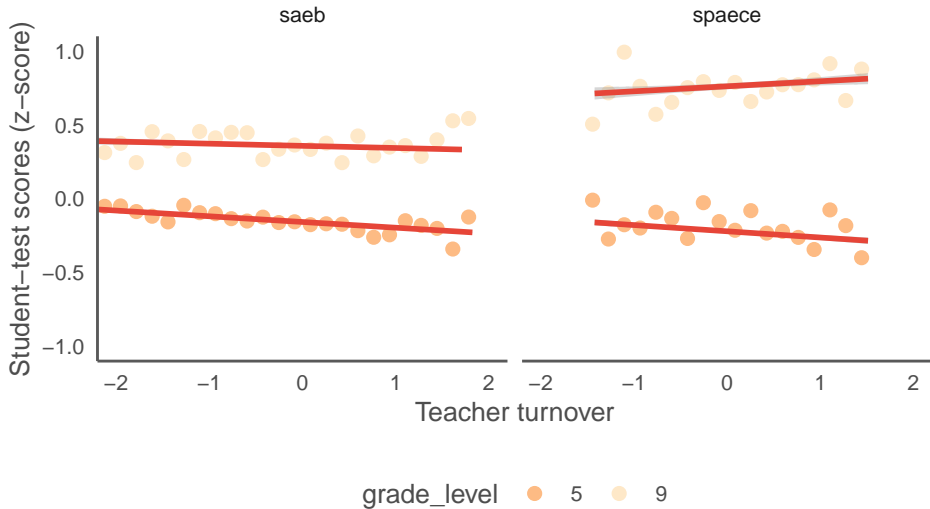 saeb
spaece
Student−test scores (z−score)
1.0
0.5
0.0
−0.5
−1.0
−2 −1 0 1 2
−2 −1 0 1 2
Teacher turnover
grade_level 5 9